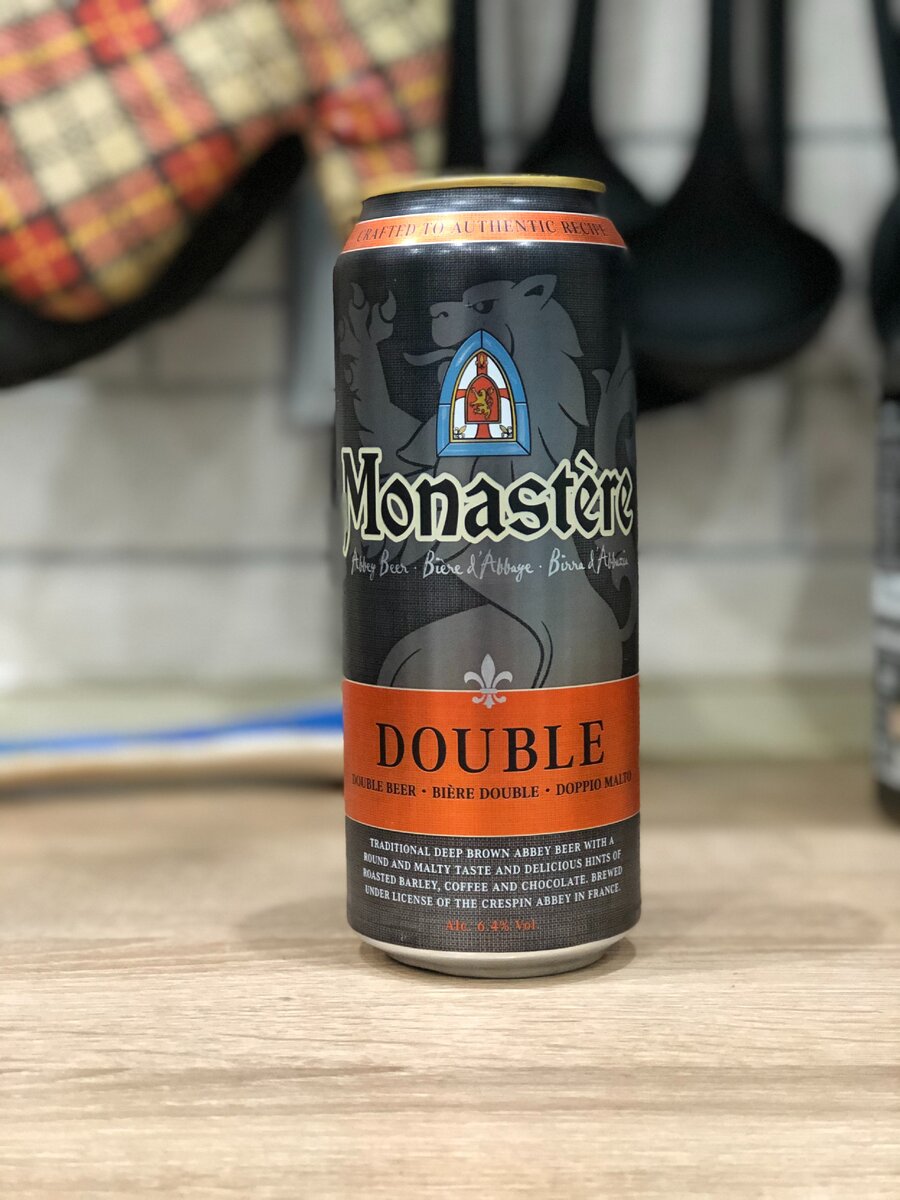 CRAFTED TO AUTHENTIC RECIPE
Monastère
Abbey Beer · Bière d'Abbaye · Birra d'Abbazia
DOUBLE
DOUBLE BEER · BIÈRE DOUBLE · DOPPIO MALTO
TRADITIONAL DEEP BROWN ABBEY BEER WITH A
ROUND AND MALTY TASTE AND DELICIOUS HINTS OF
ROASTED BARLEY, COFFEE AND CHOCOLATE. BREWED
UNDER LICENSE OF THE CRESPIN ABBEY IN FRANCE.
Alc. 6.4% Vol.